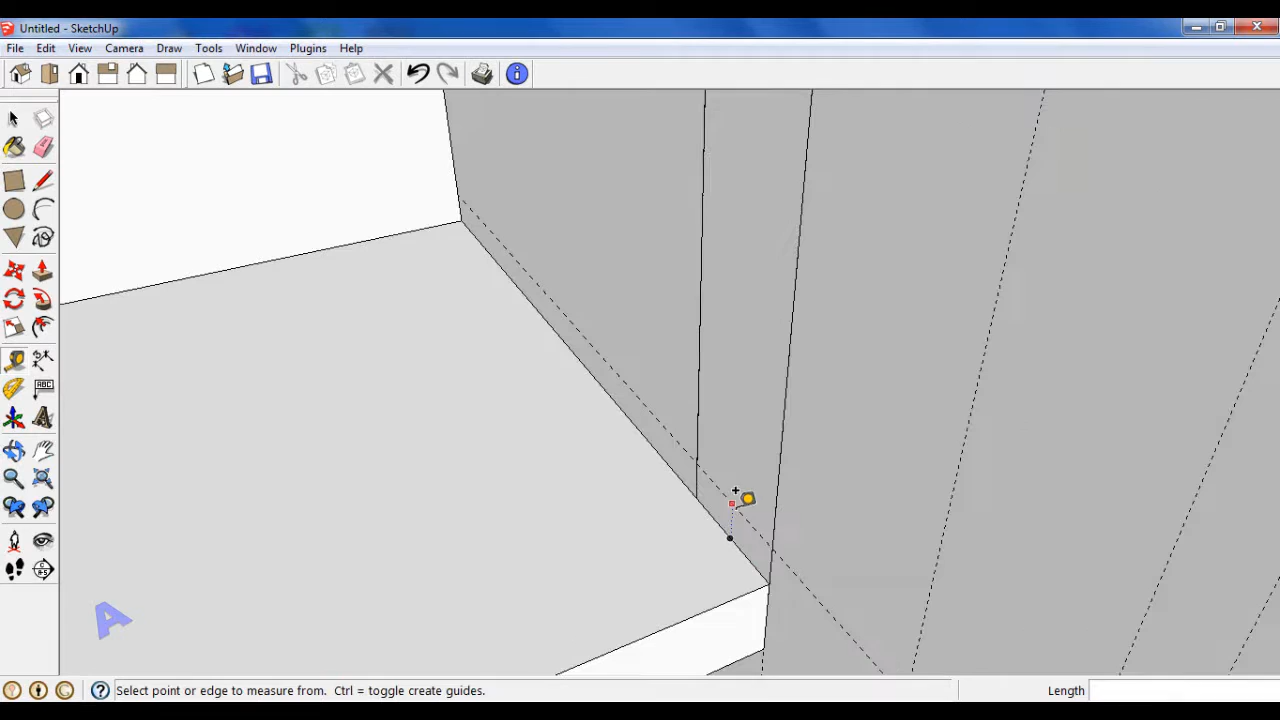 Untitled - SketchUp
File Edit View Camera Draw Tools Window Plugins Help
ABC
A
Select point or edge to measure from. Ctrl = toggle create guides. Length